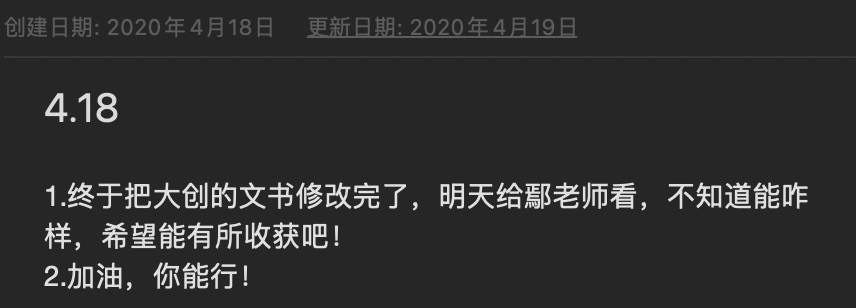 创建日期: 2020年4月18日 更新日期: 2020年4月19日
4.18
1.终于把大创的文书修改完了，明天给鄢老师看，不知道能咋
样，希望能有所收获吧！
2.加油，你能行！